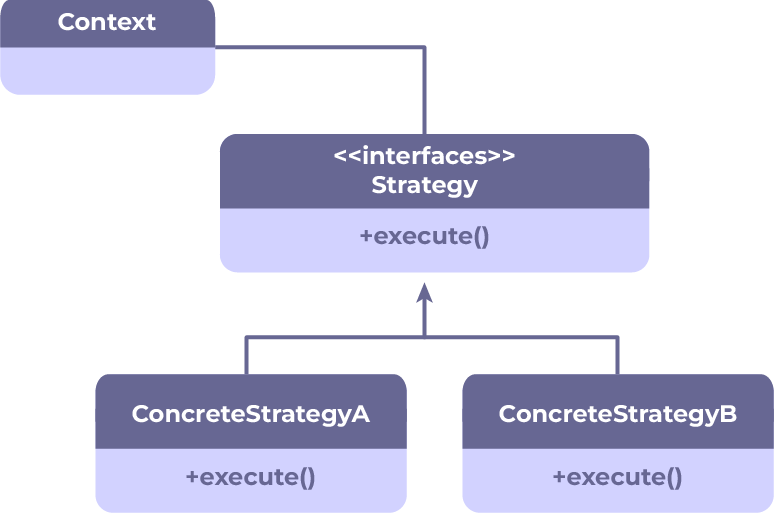 Context
<<interfaces>>
Strategy
+execute()
ConcreteStrategyA
+execute()
ConcreteStrategyB
+execute()